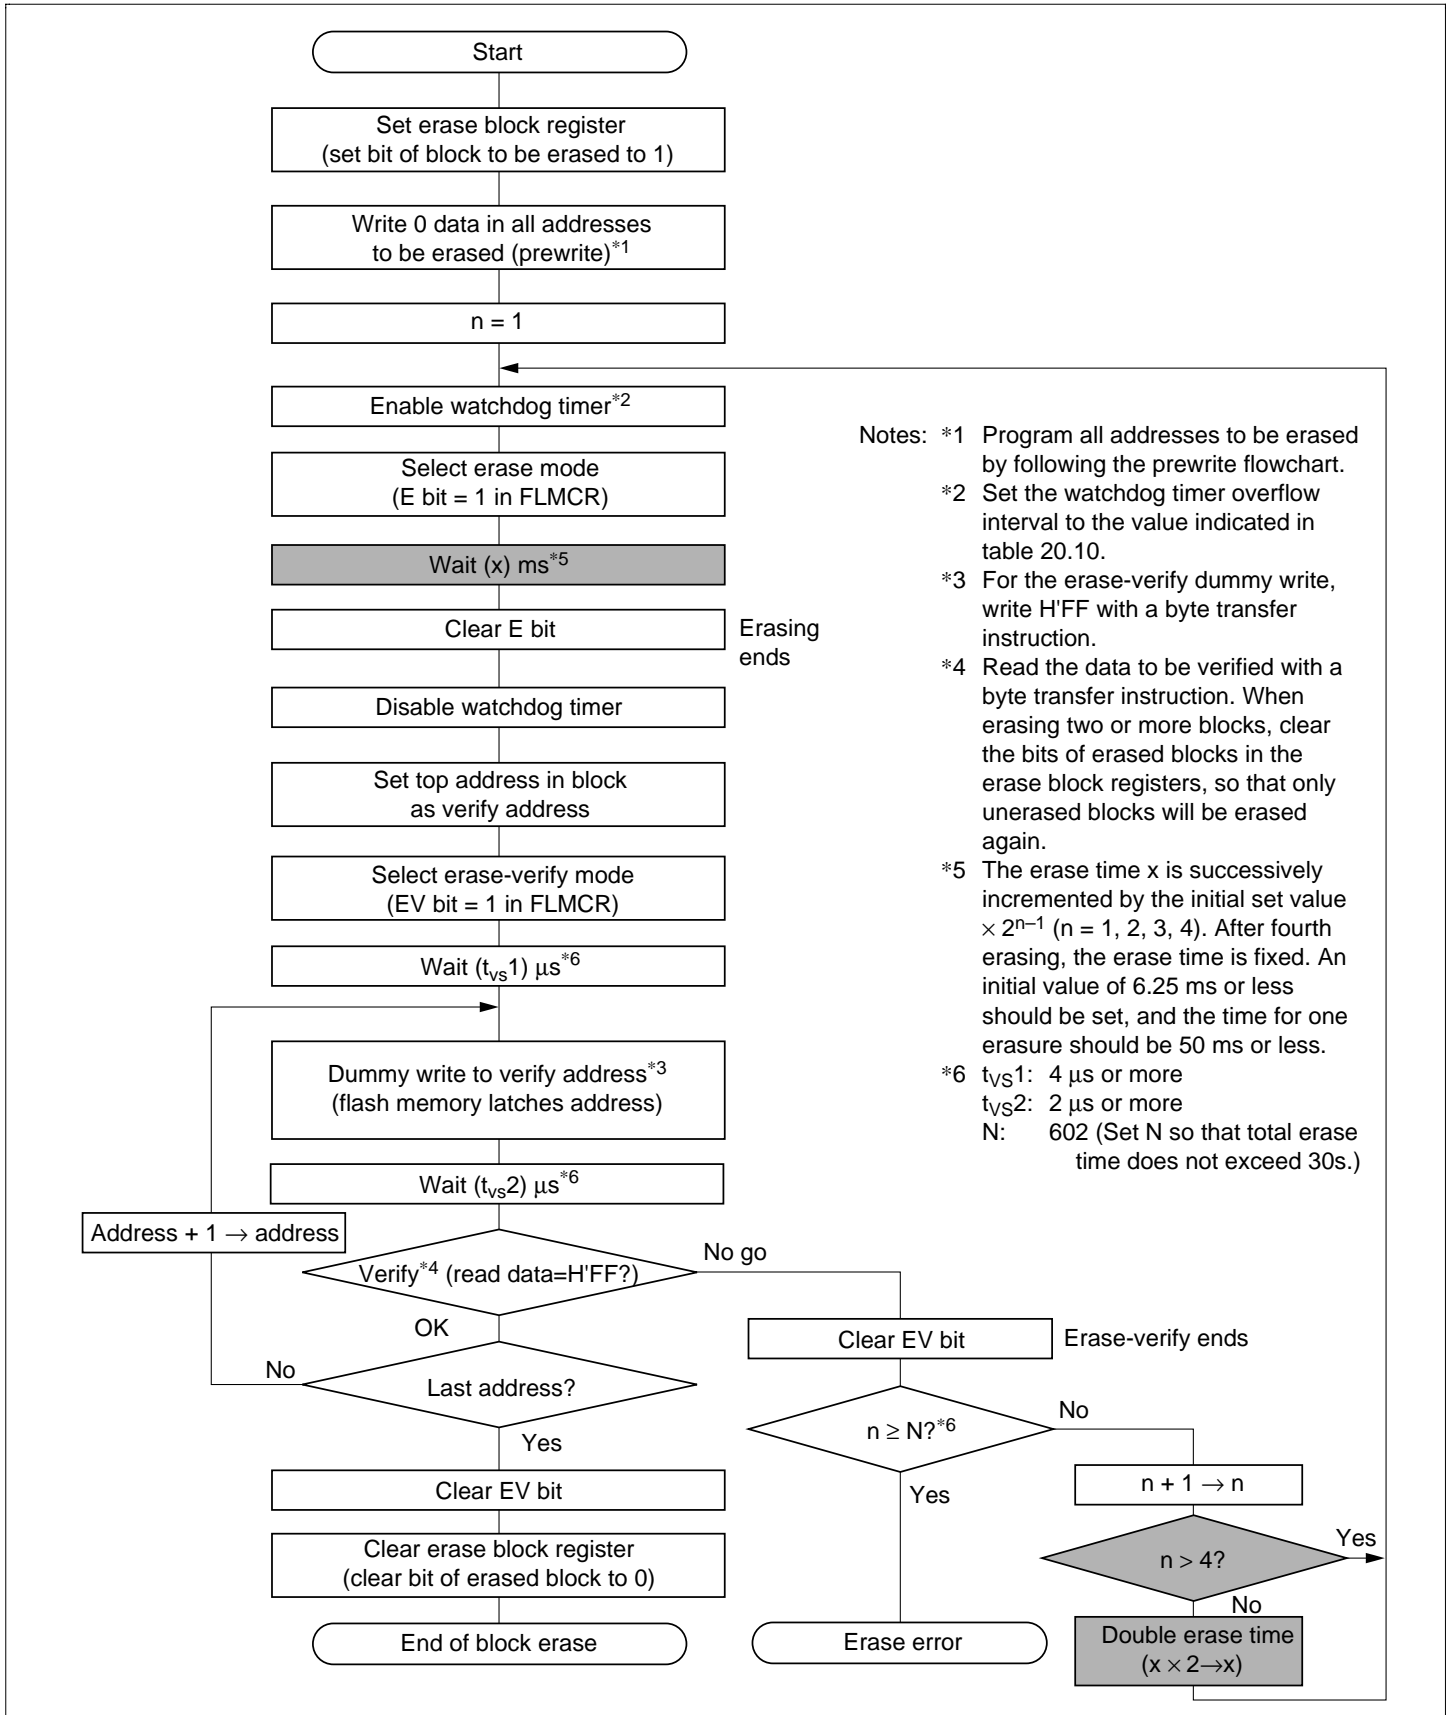 Start
Set erase block register
(set bit of block to be erased to 1)
Write 0 data in all addresses
to be erased (prewrite)*1
n = 1
Enable watchdog timer*2
Select erase mode
(E bit = 1 in FLMCR)
Wait (x) ms*5
Clear E bit
Erasing
ends
Disable watchdog timer
Set top address in block
as verify address
Select erase-verify mode
(EV bit = 1 in FLMCR)
Wait (tvs1) μs*6
Dummy write to verify address*3
(flash memory latches address)
Wait (tvs2) μs*6
Address + 1 → address
Verify*4 (read data=H'FF?)
No go
OK
No
Last address?
Yes
Clear EV bit
Clear erase block register
(clear bit of erased block to 0)
End of block erase
Clear EV bit
Erase-verify ends
n ≥ N?*6
No
Yes
Erase error
n + 1 → n
n > 4?
Yes
No
Double erase time
(x × 2→x)
Notes: *1 Program all addresses to be erased
by following the prewrite flowchart.
*2 Set the watchdog timer overflow
interval to the value indicated in
table 20.10.
*3 For the erase-verify dummy write,
write H'FF with a byte transfer
instruction.
*4 Read the data to be verified with a
byte transfer instruction. When
erasing two or more blocks, clear
the bits of erased blocks in the
erase block registers, so that only
unerased blocks will be erased
again.
*5 The erase time x is successively
incremented by the initial set value
× 2n–1 (n = 1, 2, 3, 4). After fourth
erasing, the erase time is fixed. An
initial value of 6.25 ms or less
should be set, and the time for one
erasure should be 50 ms or less.
*6 tVS1: 4 μs or more
tVS2: 2 μs or more
N: 602 (Set N so that total erase
time does not exceed 30s.)